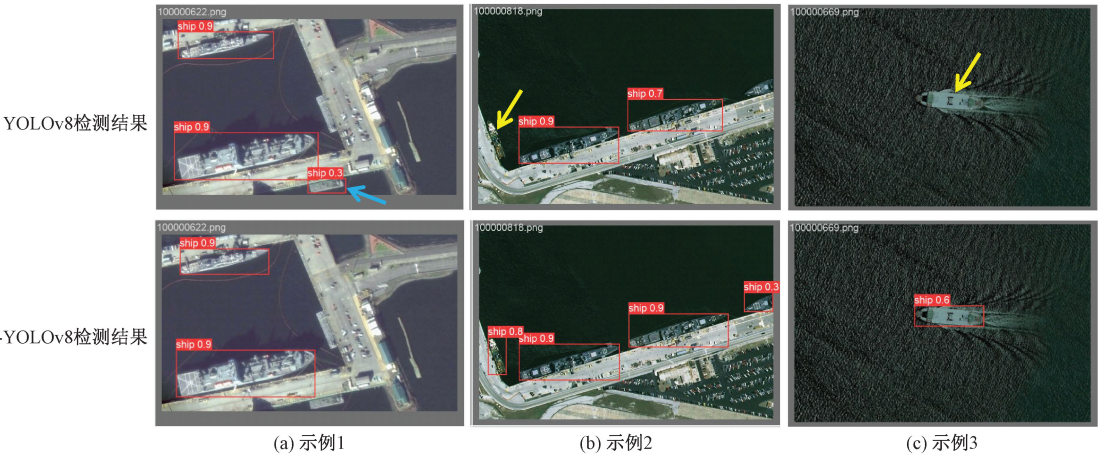 100000622.png
ship 0.9
ship 0.9
ship 0.3
100000818.png
ship 0.7
ship 0.9
100000669.png
YOLOv8检测结果
100000622.png
ship 0.9
ship 0.9
100000818.png
ship 0.3
ship 0.9
ship 0.8
ship 0.9
100000669.png
ship 0.6
-YOLOv8检测结果
(a) 示例1
(b) 示例2
(c) 示例3